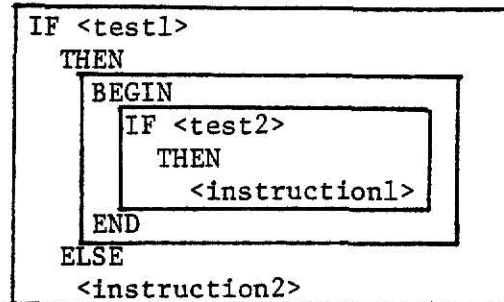 IF <test1>
THEN
BEGIN
IF <test2>
THEN
<instruction1>
END
ELSE
<instruction2>